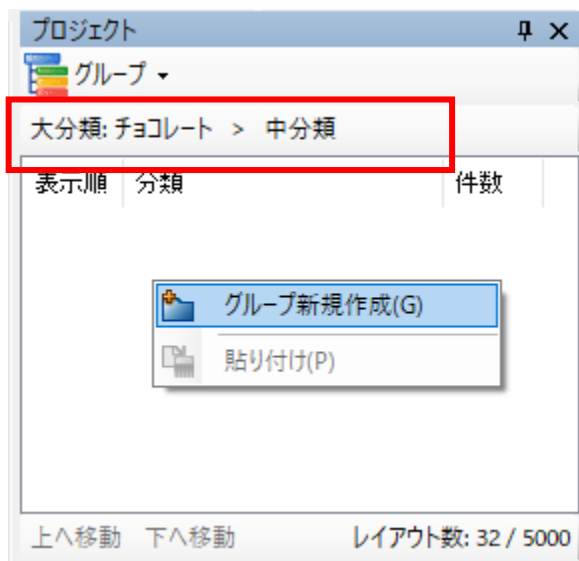 プロジェクト
グループ
大分類: チョコレート > 中分類
表示順 分類 件数
グループ新規作成(G)
貼り付け(P)
上へ移動 下へ移動 レイアウト数: 32 / 5000